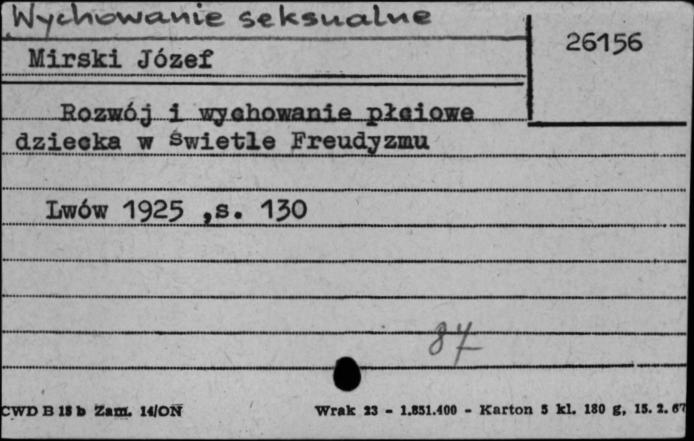 Wychowanie seksualne
26156
Mirski Józef
Rozwój i wychowanie płciowe
dziecka w świetle Freudyzmu
Lwów 1925 ,s. 130
87
CWD B 18 b Zam. 14/ON
Wrak 23 - 1.851.400 - Karton 5 kl. 180 g, 15. 2. 67